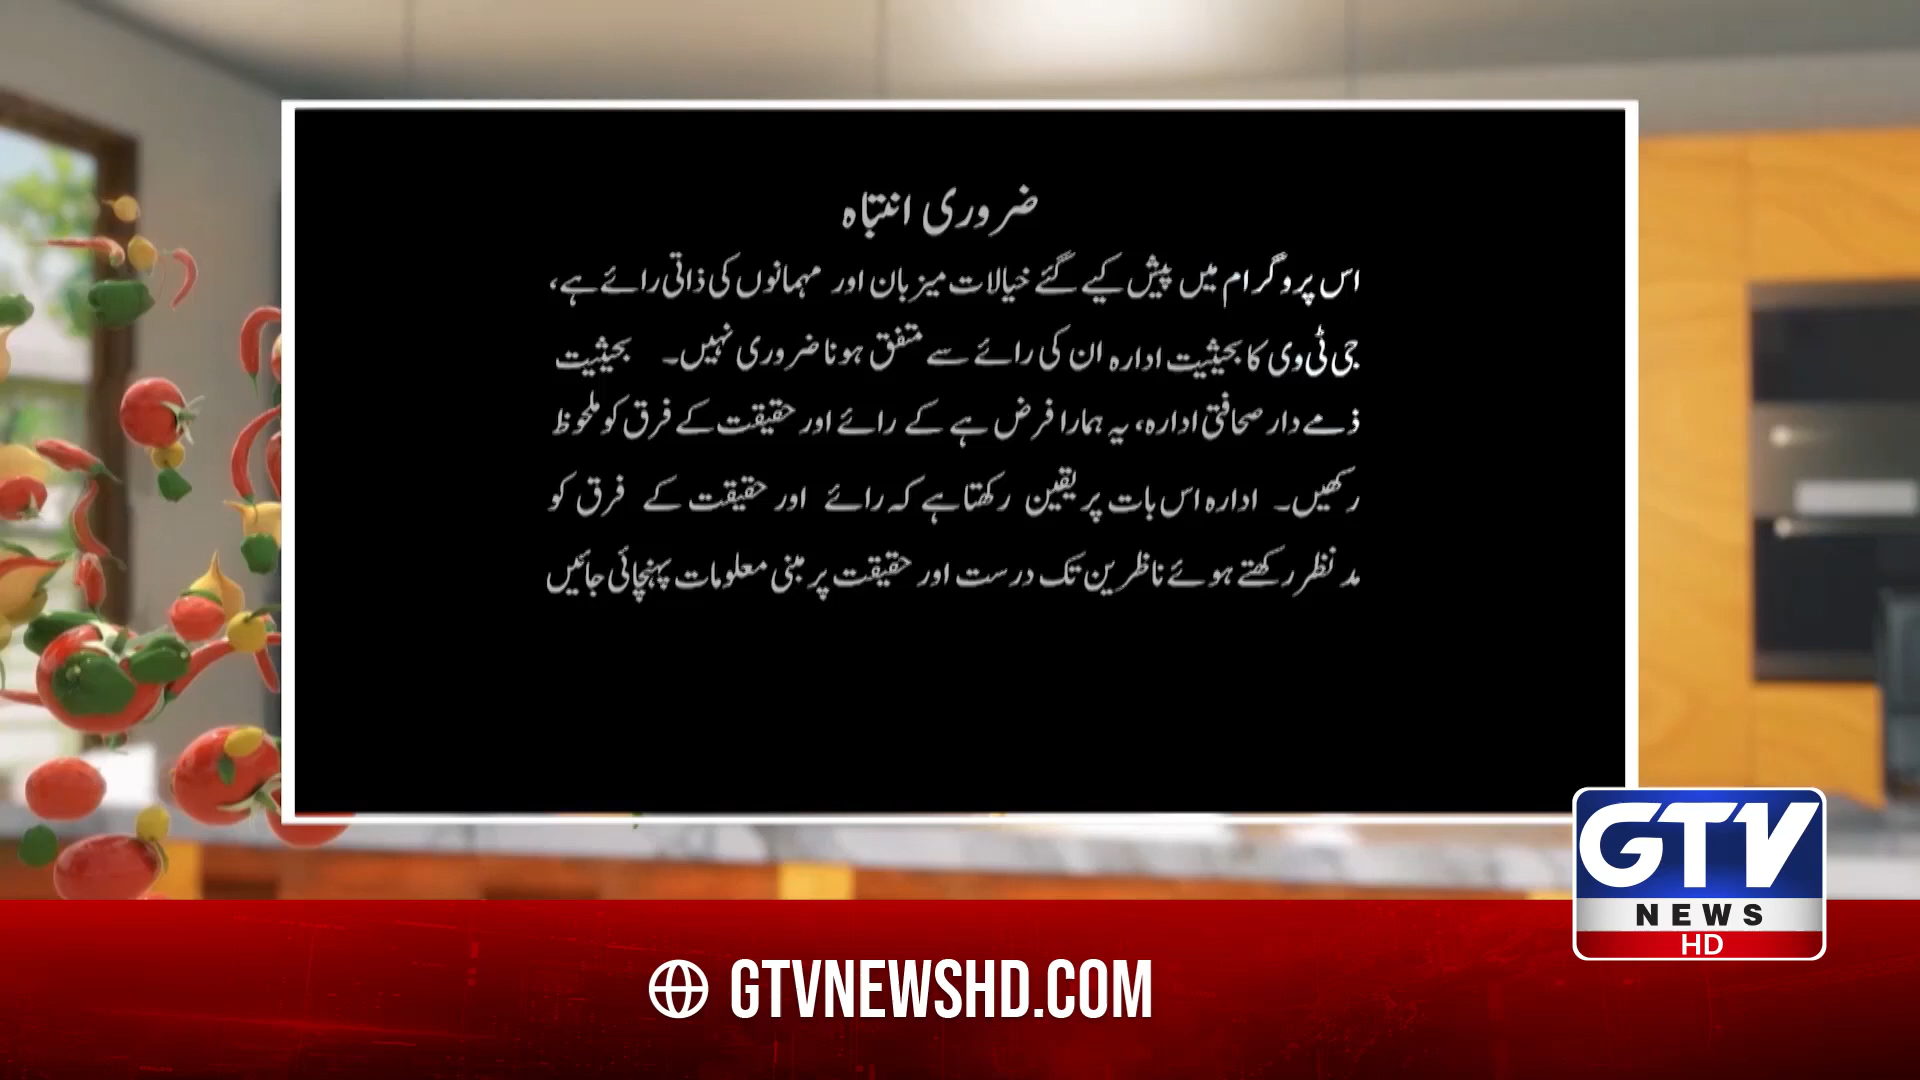 ضروری انتباہ
اس پروگرام میں پیش کیے گئے خیالات میزبان اور مہمانوں کی ذاتی رائے ہے،
جی ٹی وی کا بحیثیت ادارہ ان کی رائے سے متفق ہونا ضروری نہیں۔ بحیثیت
ذمے دار صحافتی ادارہ، یہ ہمارا فرض ہے کے رائے اور حقیقت کے فرق کو ملحوظ
رکھیں۔ ادارہ اس بات پر یقین رکھتا ہے کہ رائے اور حقیقت کے فرق کو
مد نظر رکھتے ہوئے ناظرین تک درست اور حقیقت پر مبنی معلومات پہنچائی جائیں
GTV
NEWS
HD
GTVNEWSHD.COM